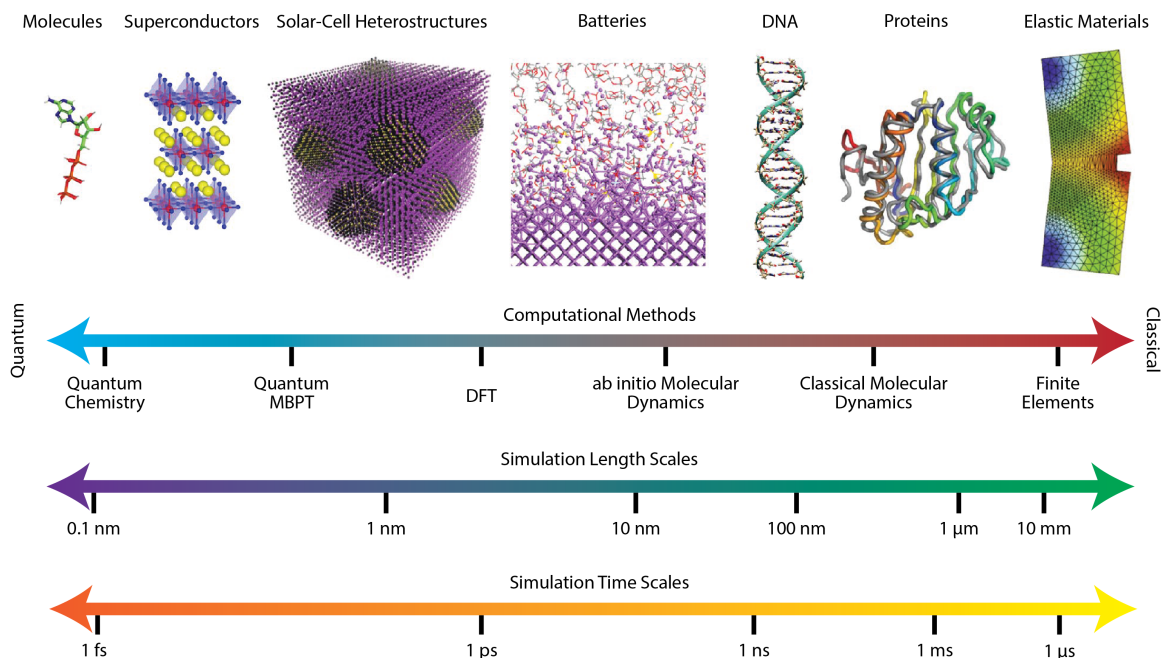 Molecules
Superconductors
Solar-Cell Heterostructures
Batteries
DNA
Proteins
Elastic Materials
Quantum
Computational Methods
Classical
Quantum
Chemistry
Quantum
MBPT
DFT
ab initio Molecular
Dynamics
Classical Molecular
Dynamics
Finite
Elements
Simulation Length Scales
0.1 nm
1 nm
10 nm
100 nm
1 μm
10 mm
Simulation Time Scales
1 fs
1 ps
1 ns
1 ms
1 μs